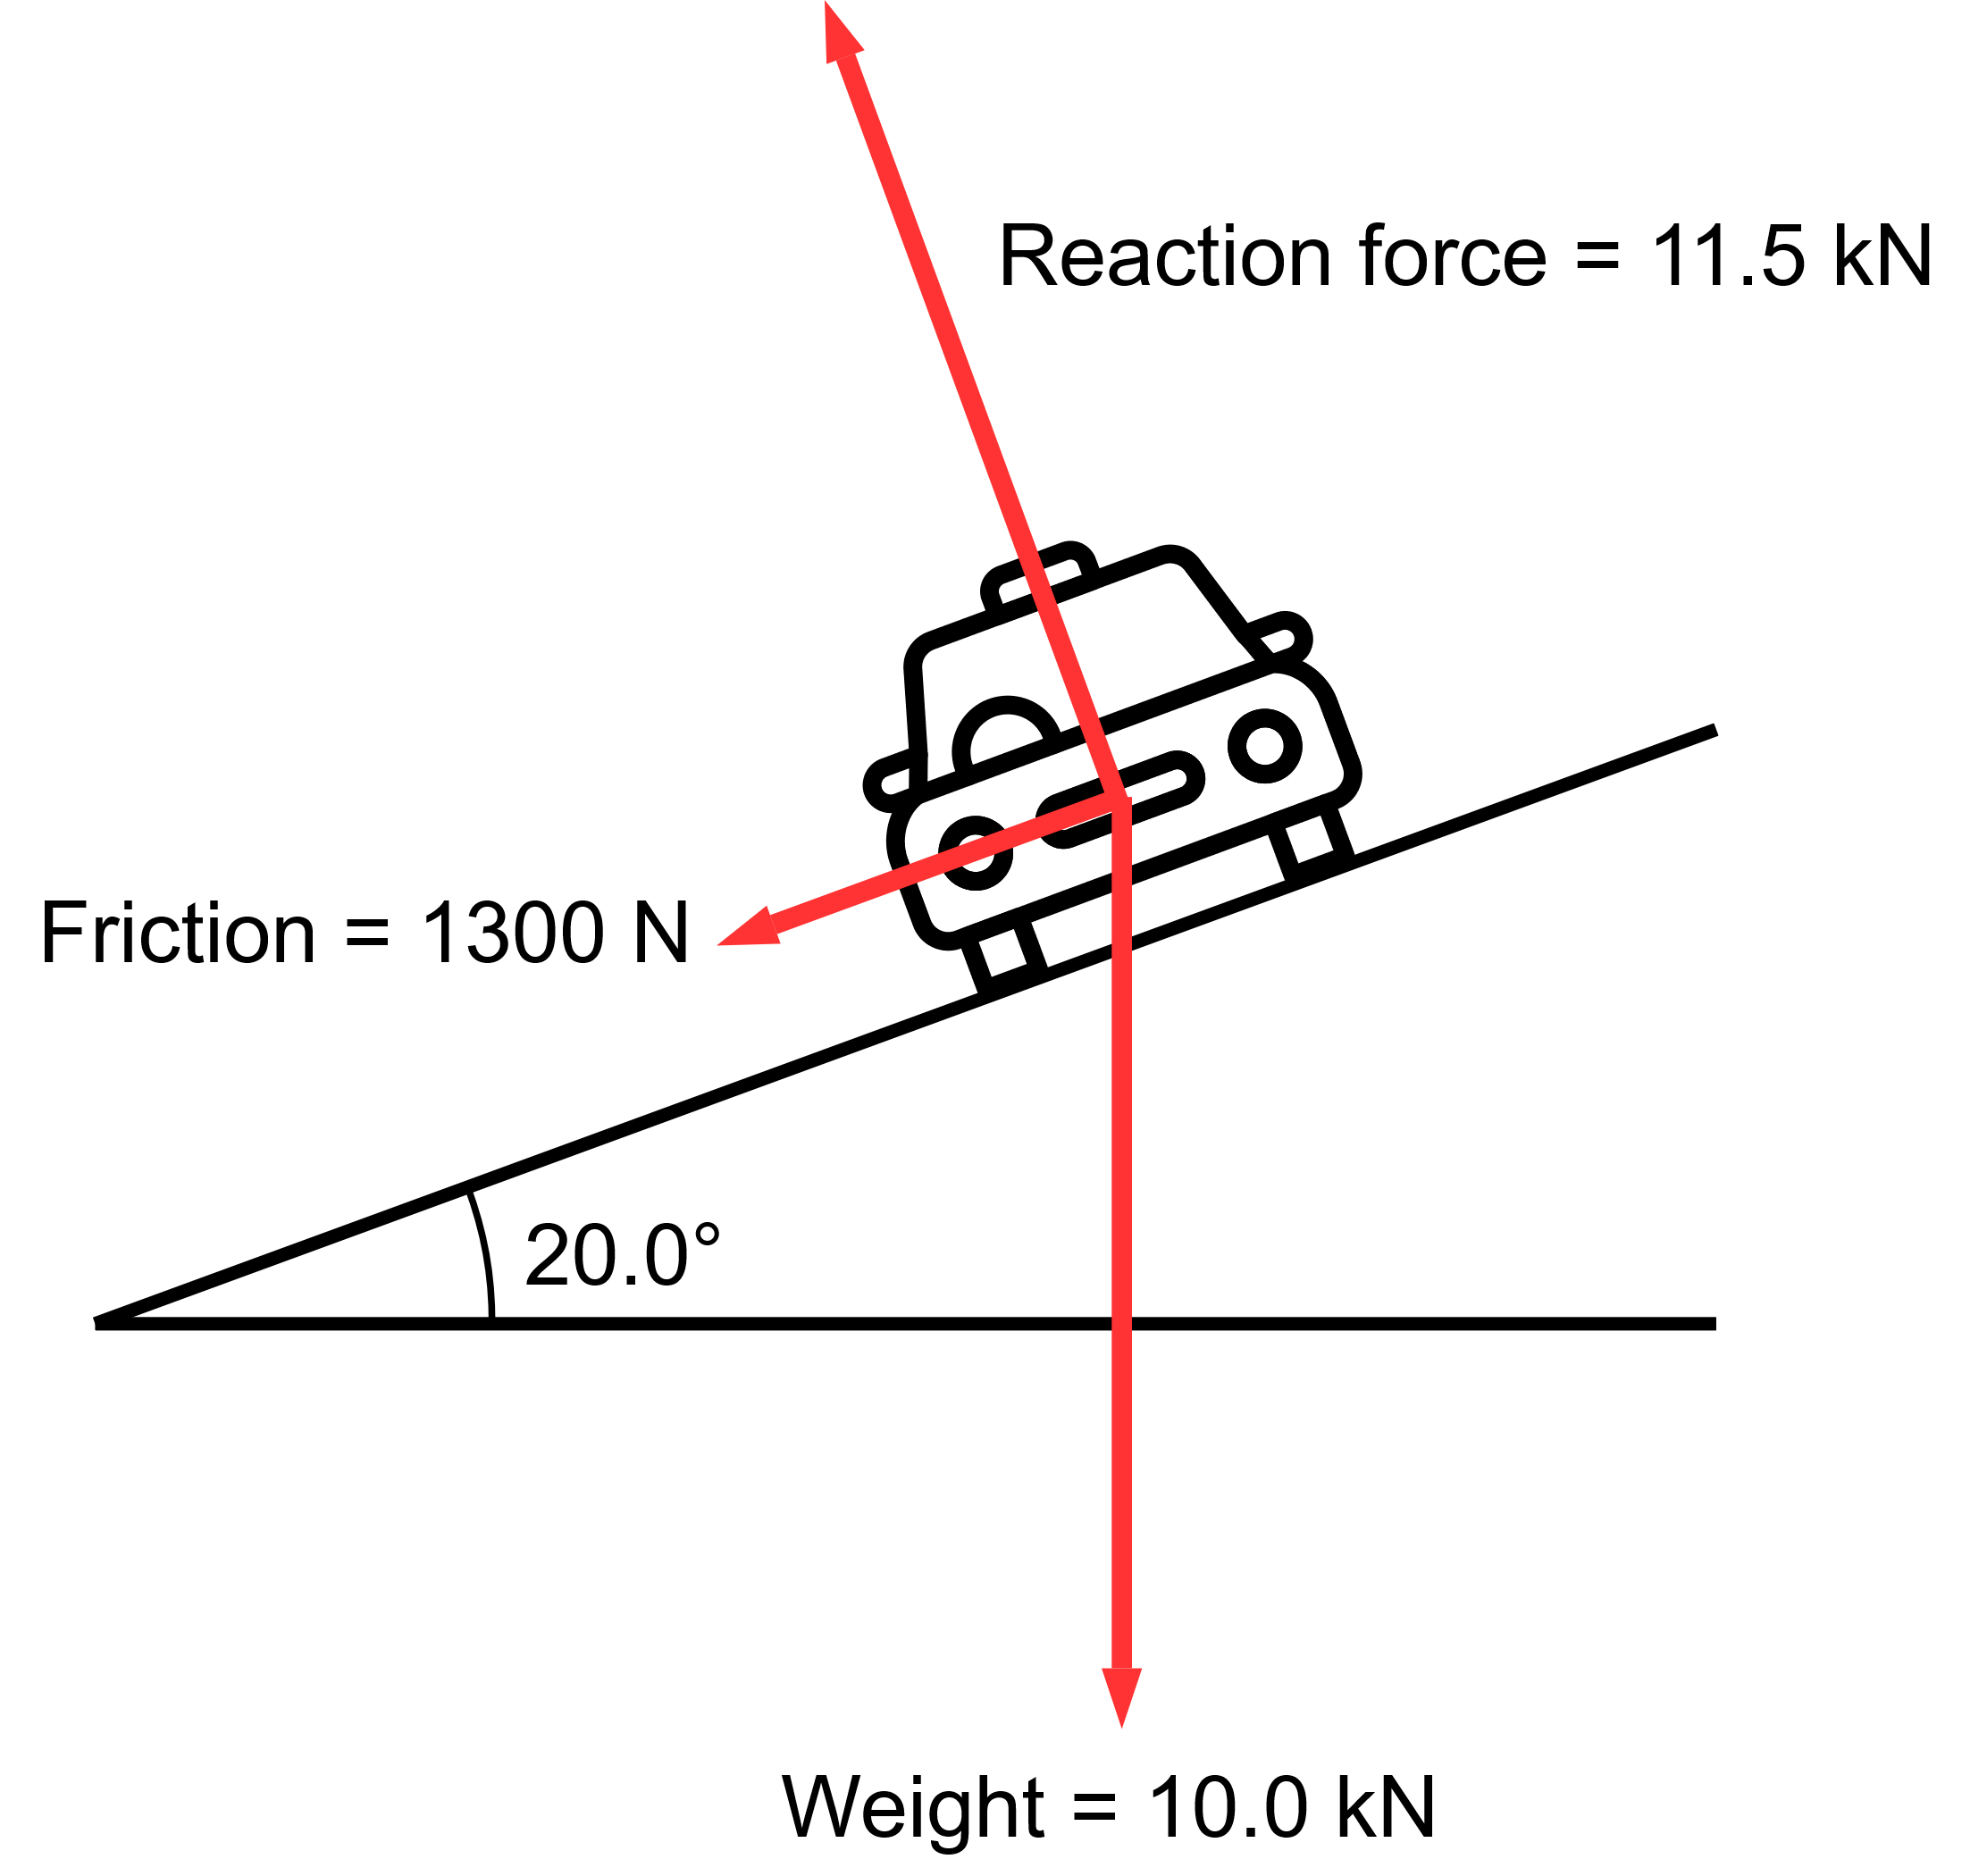 Reaction force = 11.5 kN
Friction = 1300 N
20.0°
Weight = 10.0 kN